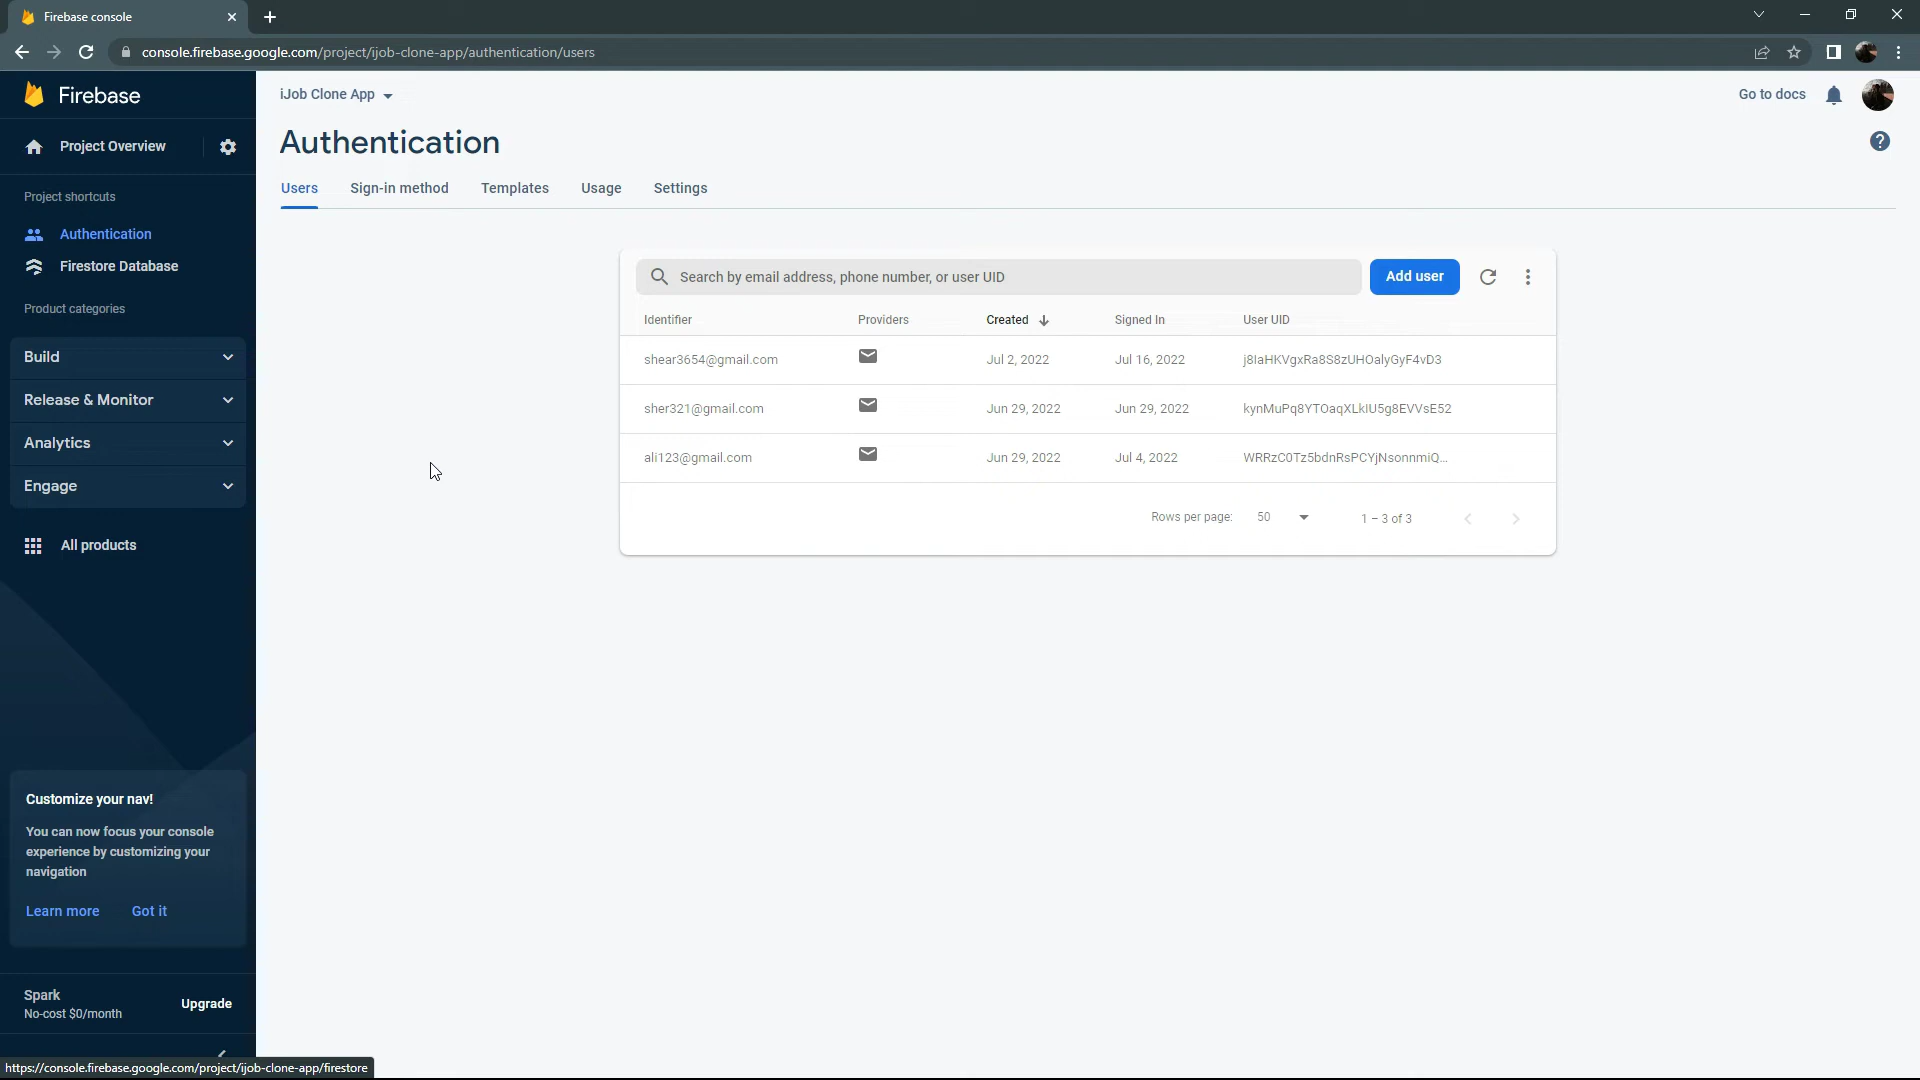 Firebase console
console.firebase.google.com/project/ijob-clone-app/authentication/users
Firebase
iJob Clone App
Go to docs
Project Overview
Authentication
Users Sign-in method Templates Usage Settings
Project shortcuts
Authentication
Firestore Database
Product categories
Build
Release & Monitor
Analytics
Engage
All products
Search by email address, phone number, or user UID
Add user
Identifier Providers Created Signed In User UID
shear3654@gmail.com Jul 2, 2022 Jul 16, 2022 j8IaHKVgxRa8S8zUHOalyGyF4vD3
sher321@gmail.com Jun 29, 2022 Jun 29, 2022 kynMuPq8YTOaqXLkIU5g8EVVsE52
ali123@gmail.com Jun 29, 2022 Jul 4, 2022 WRRzC0Tz5bdnRsPCYjNsonnmiQ...
Rows per page: 50 1 – 3 of 3
Customize your nav!
You can now focus your console
experience by customizing your
navigation
Learn more Got it
Spark
No-cost $0/month
Upgrade
https://console.firebase.google.com/project/ijob-clone-app/firestore